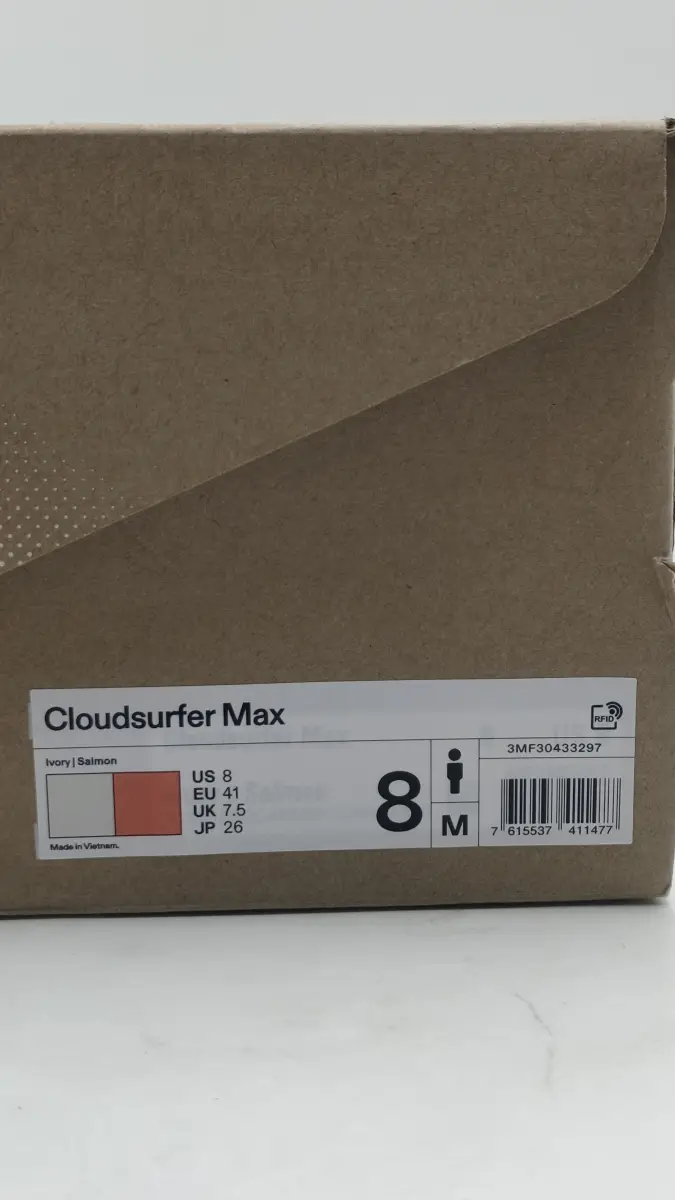 Cloudsurfer Max
RFID
Ivory | Salmon
US 8
EU 41
UK 7.5
JP 26
Made in Vietnam.
8
M
3MF30433297
7 615537 411477